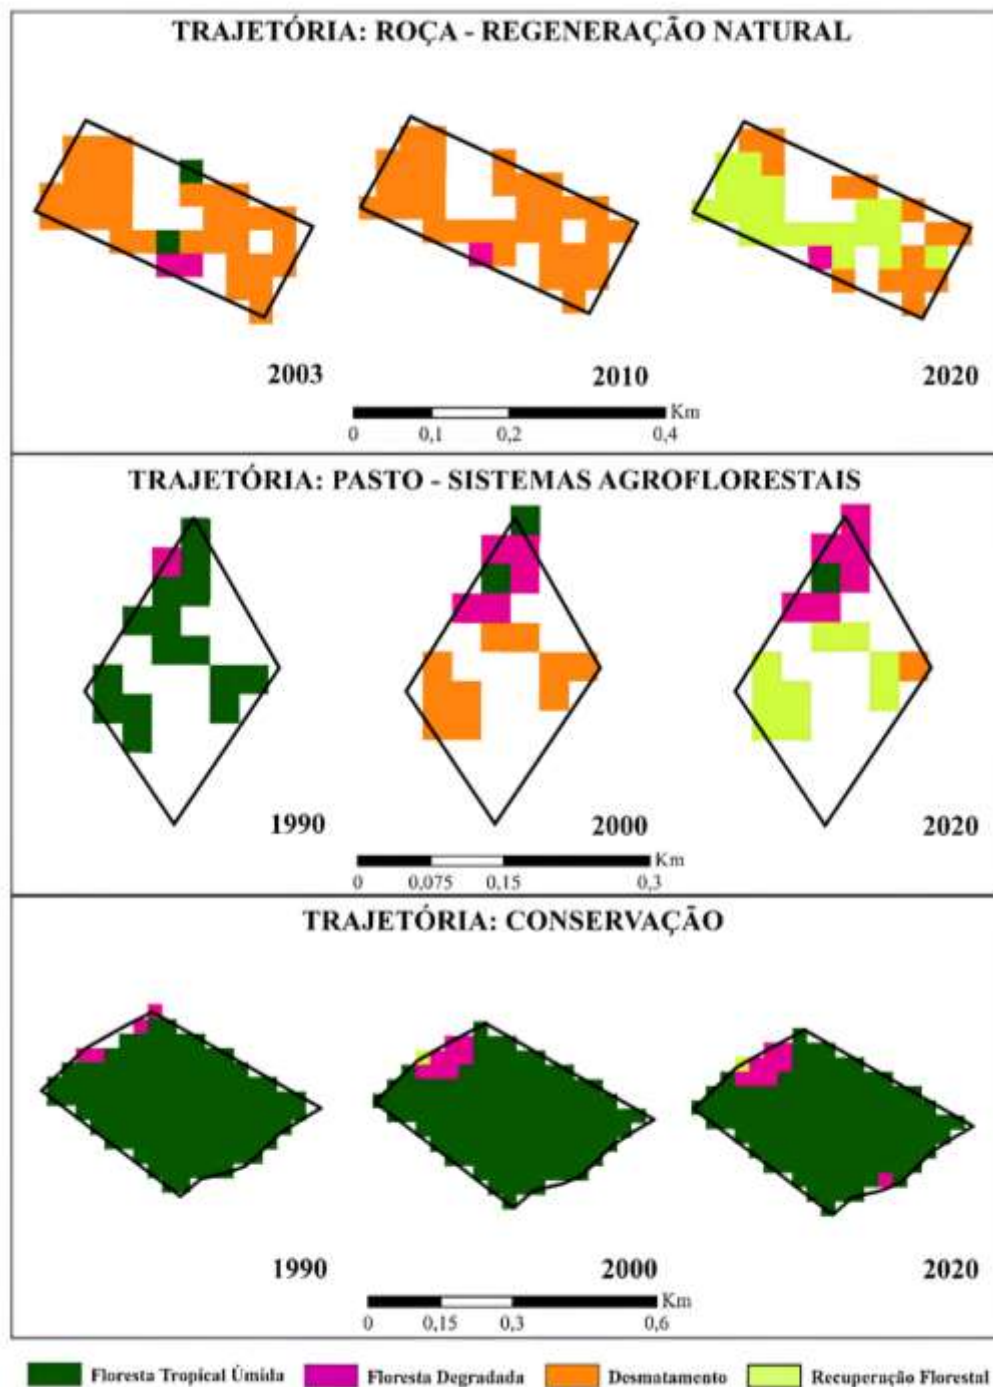 TRAJETÓRIA: ROÇA - REGENERAÇÃO NATURAL
2003 2010 2020
Km
0 0,1 0,2 0,4
TRAJETÓRIA: PASTO - SISTEMAS AGROFLORESTAIS
1990 2000 2020
Km
0 0,075 0,15 0,3
TRAJETÓRIA: CONSERVAÇÃO
1990 2000 2020
Km
0 0,15 0,3 0,6
Floresta Tropical Úmida Floresta Degradada Desmatamento Recuperação Florestal